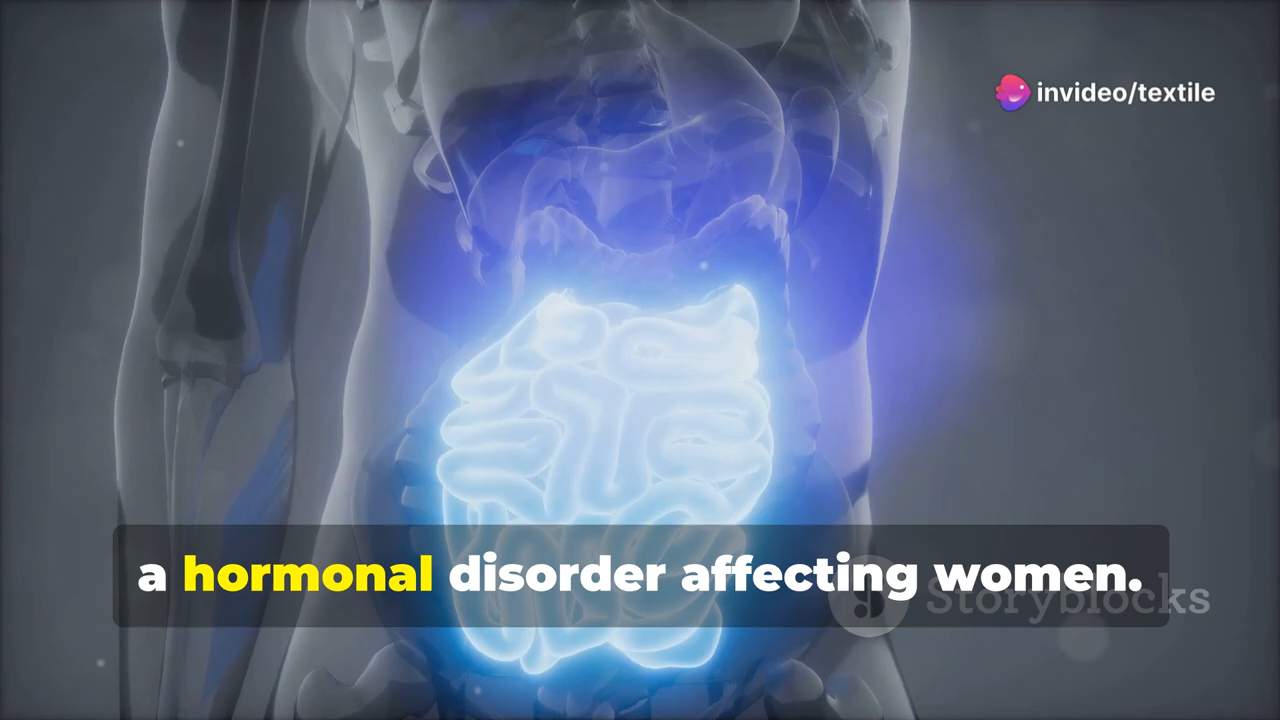 invideo/textile
a hormonal disorder affecting women.
Storyblocks